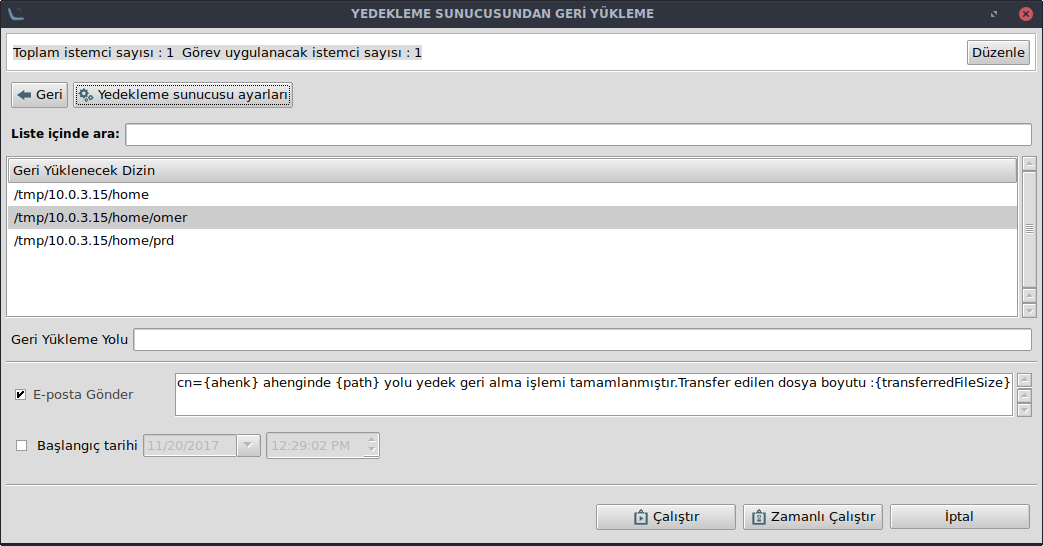 YEDEKLEME SUNUCUSUNDAN GERİ YÜKLEME
Toplam istemci sayısı : 1 Görev uygulanacak istemci sayısı : 1
Düzenle
Geri
Yedekleme sunucusu ayarları
Liste içinde ara:
Geri Yüklenecek Dizin
/tmp/10.0.3.15/home
/tmp/10.0.3.15/home/omer
/tmp/10.0.3.15/home/prd
Geri Yükleme Yolu
E-posta Gönder
cn={ahenk} ahenginde {path} yolu yedek geri alma işlemi tamamlanmıştır.Transfer edilen dosya boyutu :{transferredFileSize}
Başlangıç tarihi
11/20/2017
12:29:02 PM
Çalıştır
Zamanlı Çalıştır
İptal